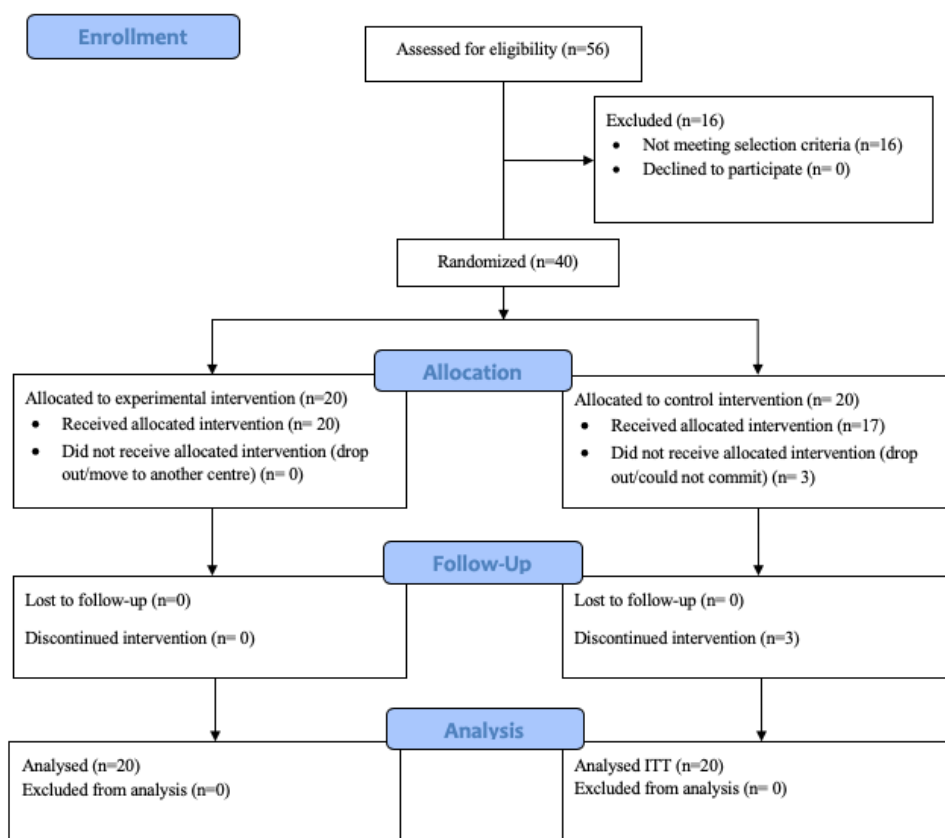 Enrollment
Assessed for eligibility (n=56)
Excluded (n=16)
• Not meeting selection criteria (n=16)
• Declined to participate (n= 0)
Randomized (n=40)
Allocation
Allocated to experimental intervention (n=20)
• Received allocated intervention (n= 20)
• Did not receive allocated intervention (drop
out/move to another centre) (n= 0)
Allocated to control intervention (n= 20)
• Received allocated intervention (n=17)
• Did not receive allocated intervention (drop
out/could not commit) (n= 3)
Follow-Up
Lost to follow-up (n=0)
Discontinued intervention (n= 0)
Lost to follow-up (n= 0)
Discontinued intervention (n=3)
Analysis
Analysed (n=20)
Excluded from analysis (n=0)
Analysed ITT (n=20)
Excluded from analysis (n= 0)